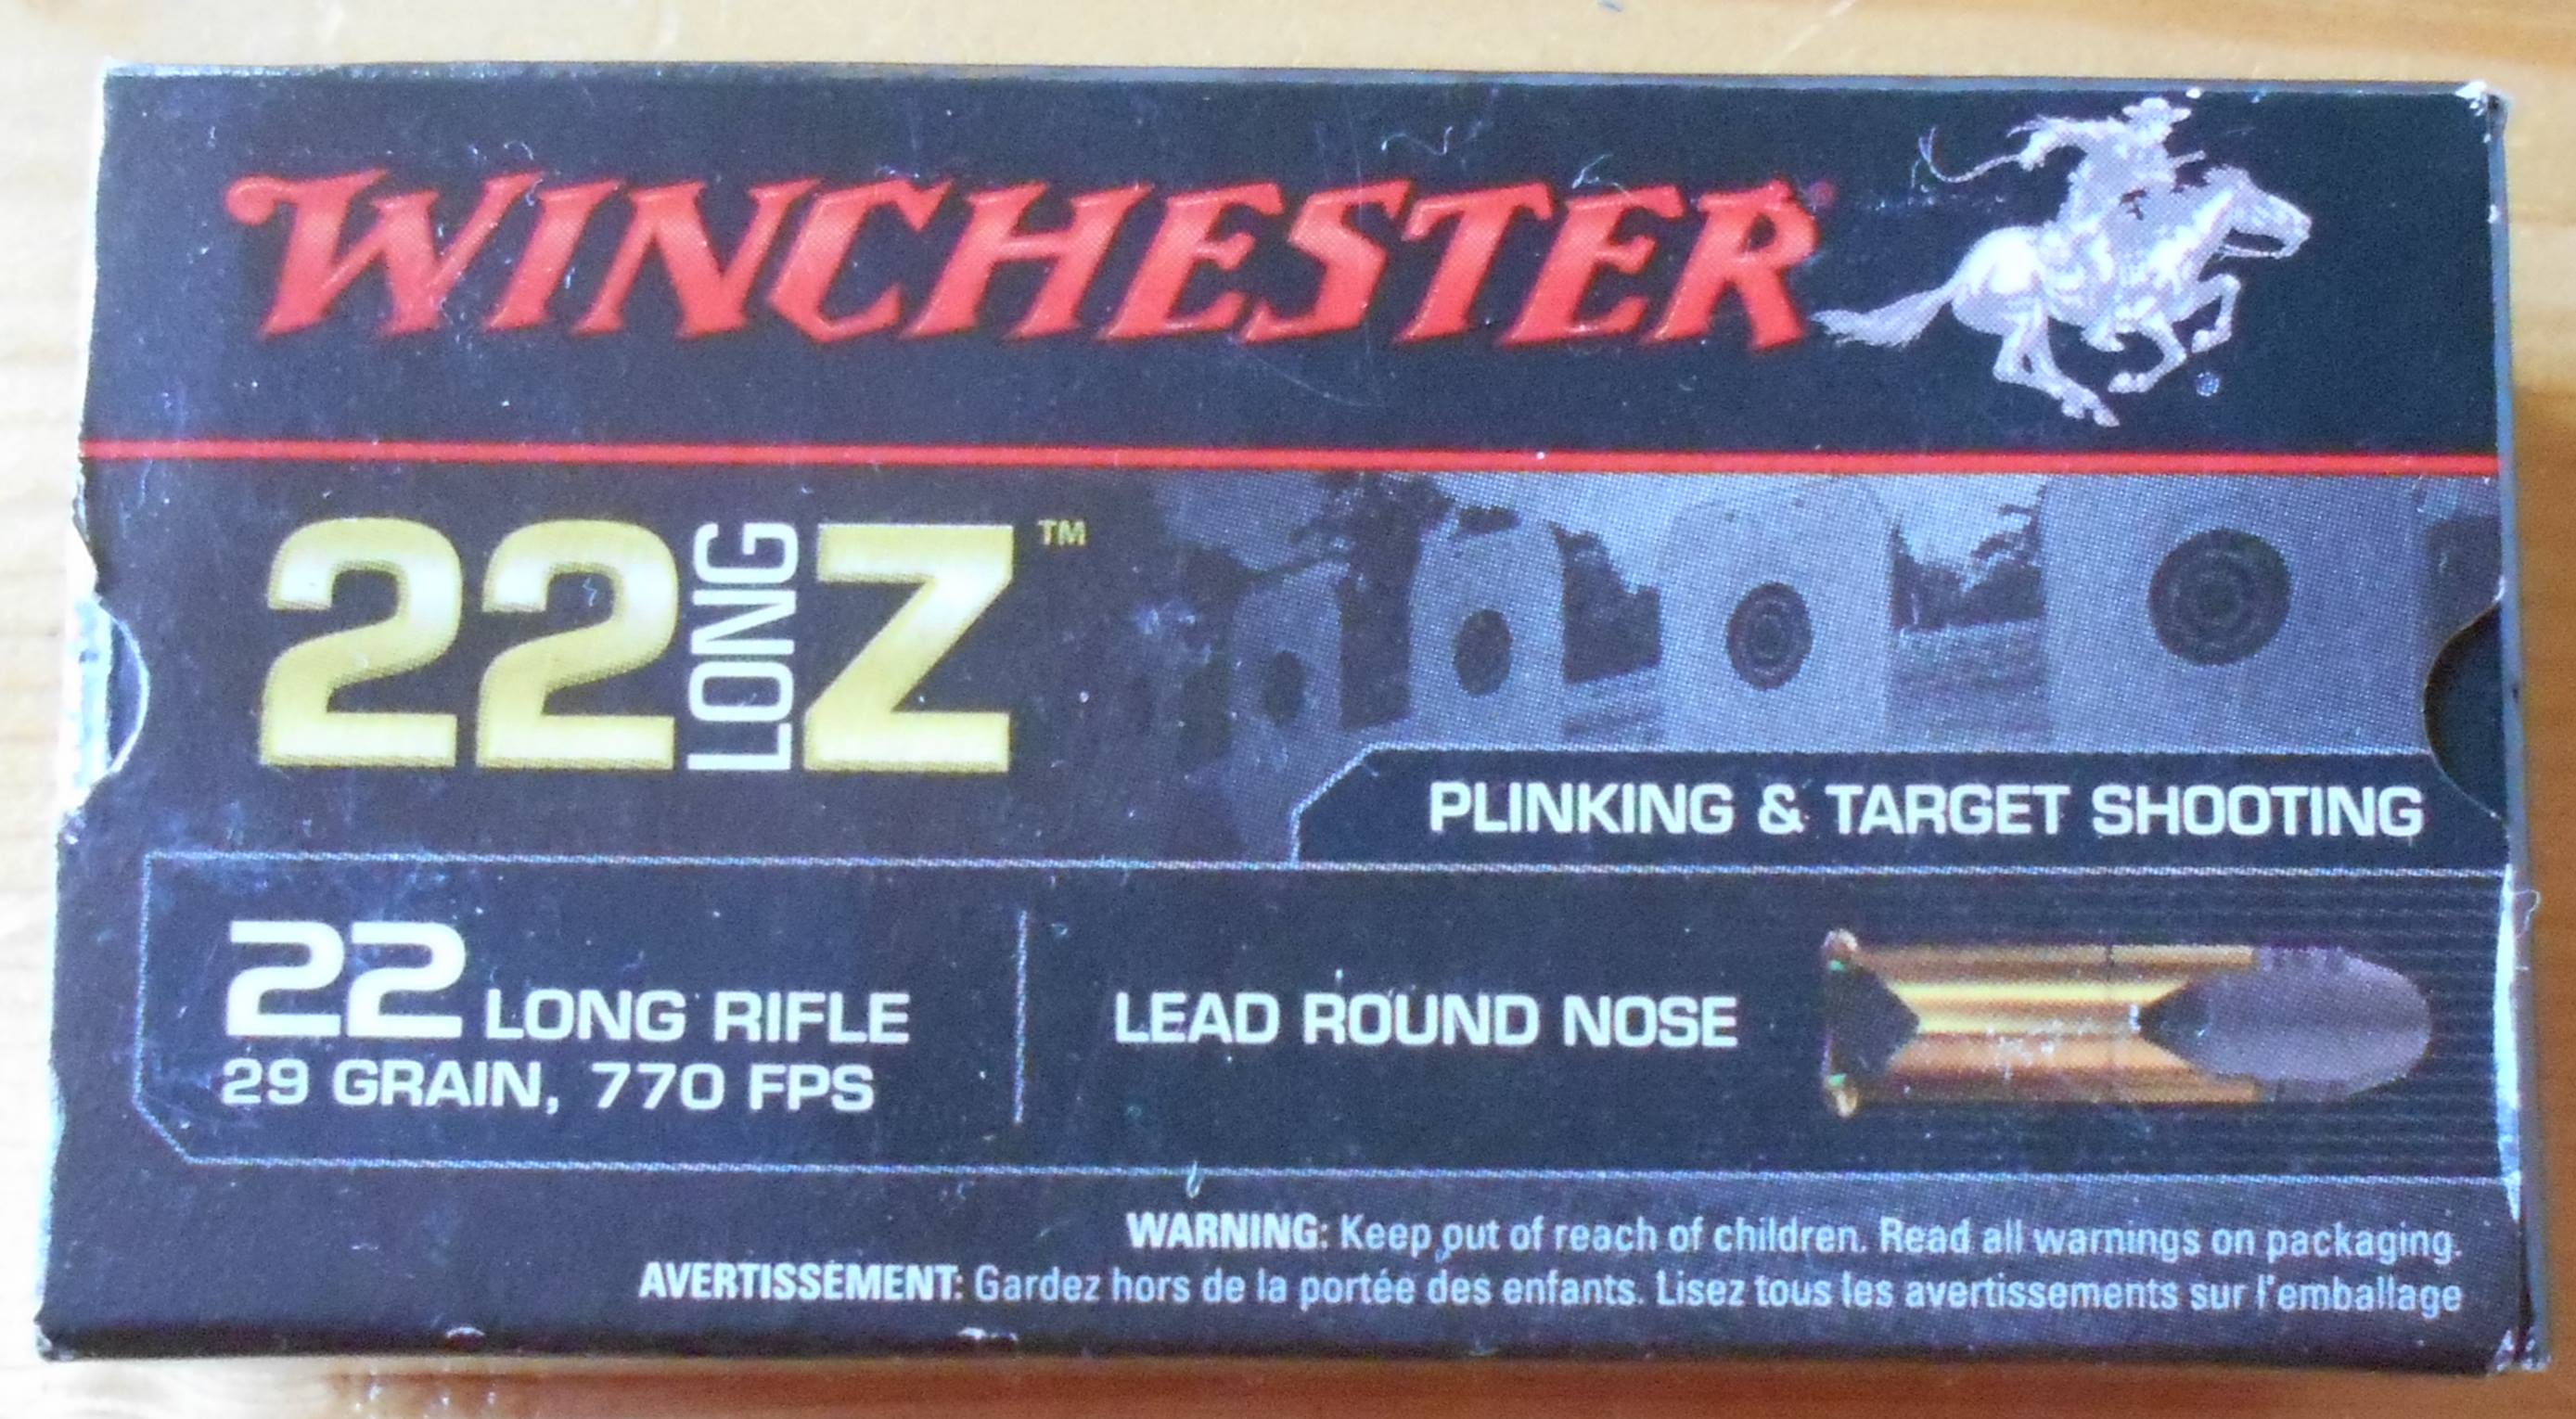 WINCHESTER®
22 LONG Z™
PLINKING & TARGET SHOOTING
22 LONG RIFLE
29 GRAIN, 770 FPS
LEAD ROUND NOSE
WARNING: Keep out of reach of children. Read all warnings on packaging.
AVERTISSEMENT: Gardez hors de la portée des enfants. Lisez tous les avertissements sur l'emballage